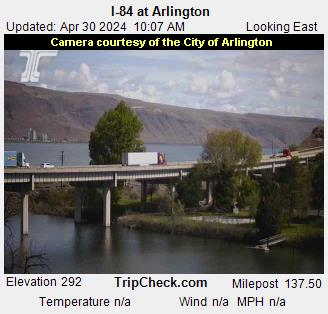 I-84 at Arlington
Updated: Apr 30 2024 10:07 AM Looking East
Camera courtesy of the City of Arlington
Elevation 292 TripCheck.com Milepost 137.50
Temperature n/a Wind n/a MPH n/a